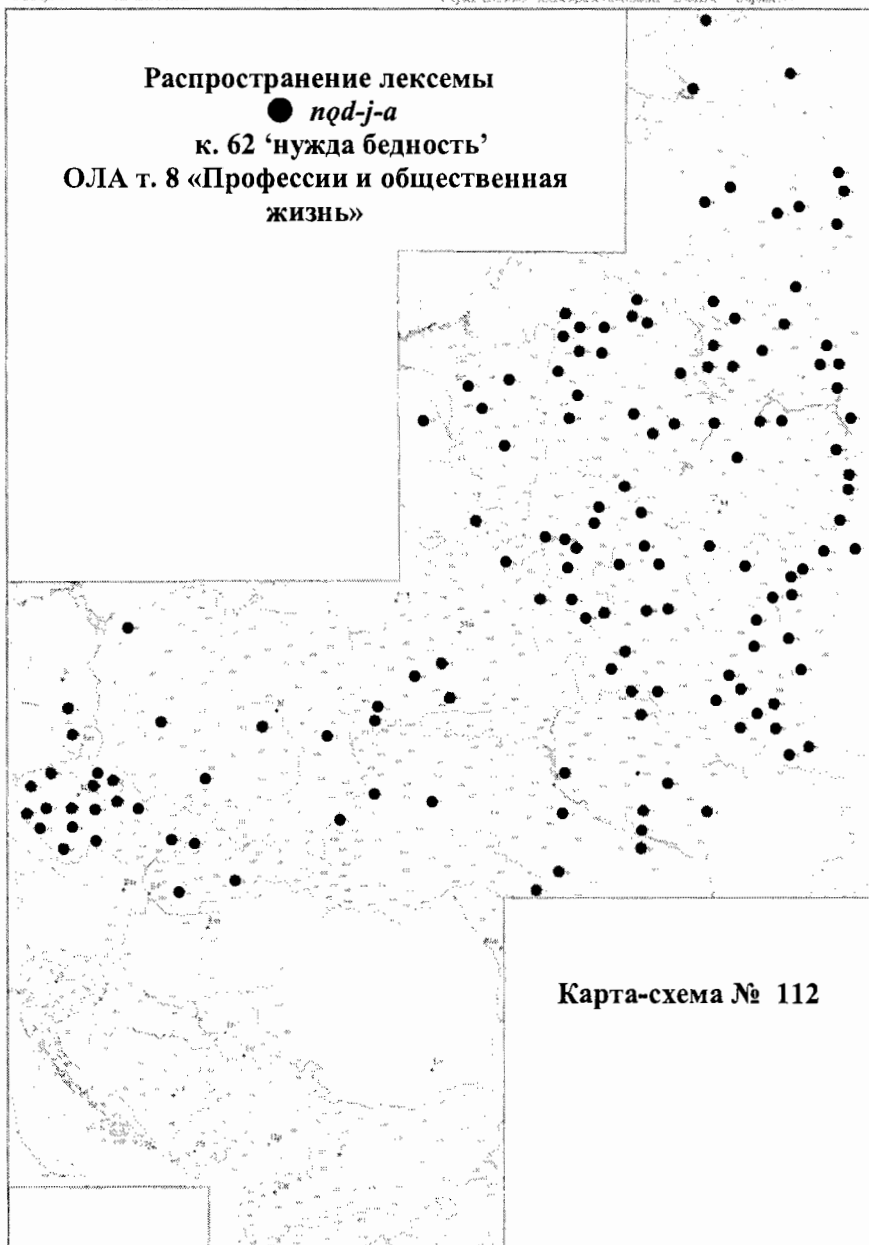 Распространение лексемы
● nǫd-j-a
к. 62 ‘нужда бедность’
ОЛА т. 8 «Профессии и общественная
жизнь»
Карта-схема № 112